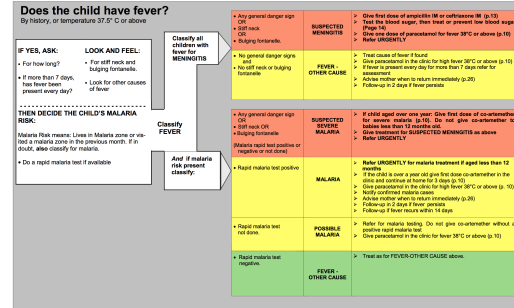 Does the child have fever?
By history, or temperature 37.5° C or above
IF YES, ASK:
• For how long?
• If more than 7 days, has fever been present every day?
LOOK AND FEEL:
• For stiff neck and bulging fontanelle.
• Look for other causes of fever
THEN DECIDE THE CHILD'S MALARIA RISK:
Malaria Risk means: Lives in Malaria zone or visited a malaria zone in the previous month. If in doubt, also classify for malaria.
• Do a rapid malaria test if available
Classify all children with fever for MENINGITIS
Classify FEVER
And if malaria risk present classify:
• Any general danger sign
OR
• Stiff neck
OR
• Bulging fontanelle.
SUSPECTED MENINGITIS
➢ Give first dose of ampicillin IM or ceftriaxone IM (p.13)
➢ Test the blood sugar, then treat or prevent low blood sugar (Page 14)
➢ Give one dose of paracetamol for fever 38°C or above (p.10)
➢ Refer URGENTLY
• No general danger signs
and
• No stiff neck or bulging fontanelle
FEVER - OTHER CAUSE
➢ Treat cause of fever if found
➢ Give paracetamol in the clinic for high fever 38°C or above (p.10)
➢ If fever is present every day for more than 7 days refer for assessment
➢ Advise mother when to return immediately (p.26)
➢ Follow-up in 2 days if fever persists
• Any general danger sign
OR
• Stiff neck OR
• Bulging fontanelle
(Malaria rapid test positive or negative or not done)
SUSPECTED SEVERE MALARIA
➢ If child aged over one year: Give first dose of co-artemether for severe malaria (p.10). Do not give co-artemether to babies less than 12 months old.
➢ Give treatment for SUSPECTED MENINGITIS as above
➢ Refer URGENTLY
• Rapid malaria test positive
MALARIA
➢ Refer URGENTLY for malaria treatment if aged less than 12 months
➢ If the child is over a year old give first dose co-artemether in the clinic and continue at home for 3 days (p.10)
➢ Give paracetamol in the clinic for high fever 38°C or above (p. 10)
➢ Notify confirmed malaria cases
➢ Advise mother when to return immediately (p.26)
➢ Follow-up in 2 days if fever persists
➢ Follow-up if fever recurs within 14 days
• Rapid malaria test not done.
POSSIBLE MALARIA
➢ Refer for malaria testing. Do not give co-artemether without a positive rapid malaria test
➢ Give paracetamol in the clinic for fever 38°C or above (p.10)
• Rapid malaria test negative.
FEVER - OTHER CAUSE
➢ Treat as for FEVER-OTHER CAUSE above.